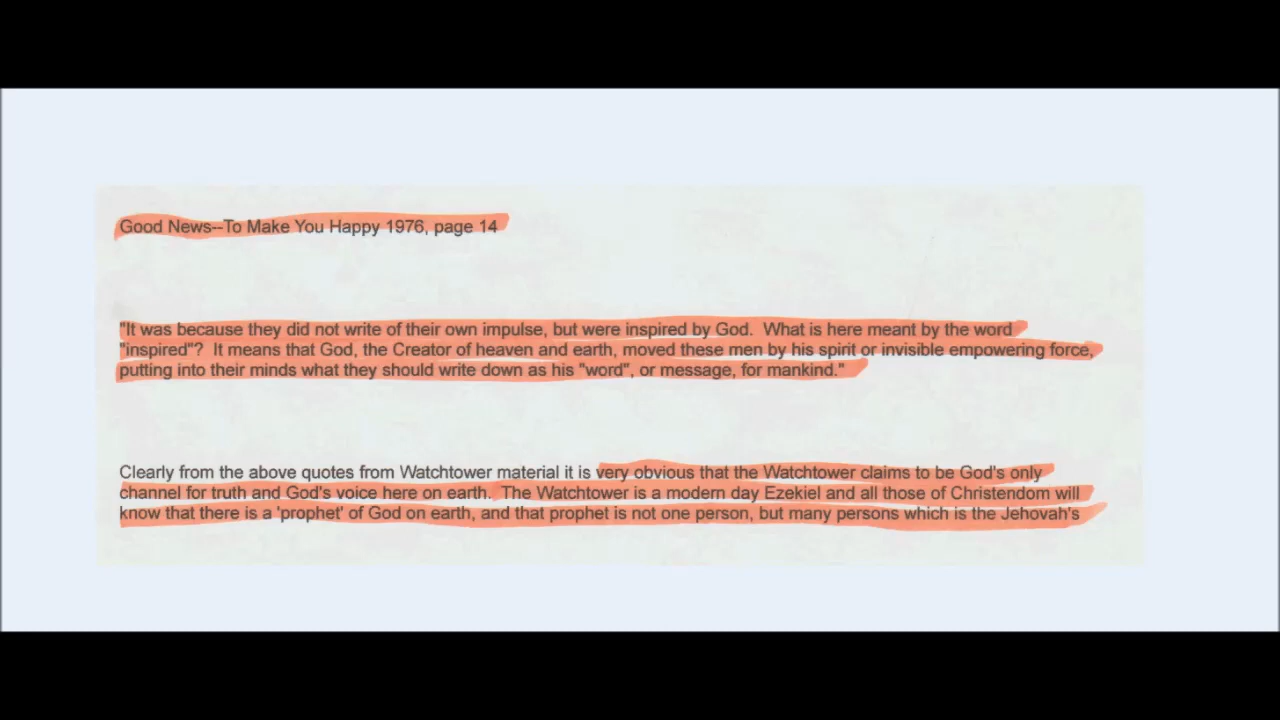 Good News--To Make You Happy 1976, page 14
"It was because they did not write of their own impulse, but were inspired by God.  What is here meant by the word
"inspired"?  It means that God, the Creator of heaven and earth, moved these men by his spirit or invisible empowering force,
putting into their minds what they should write down as his "word", or message, for mankind."
Clearly from the above quotes from Watchtower material it is very obvious that the Watchtower claims to be God's only
channel for truth and God's voice here on earth.  The Watchtower is a modern day Ezekiel and all those of Christendom will
know that there is a 'prophet' of God on earth, and that prophet is not one person, but many persons which is the Jehovah's